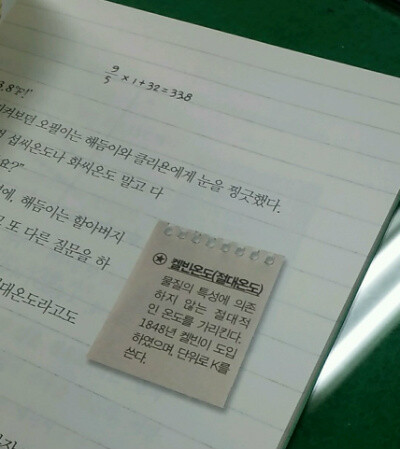 9/5 × 1 + 32 = 33.8
3.8℉!"
켜보던 오필이는 해듬이와 클리욘에게 눈을 찡긋했다.
섭씨온도나 화씨온도 말고 다
요?"
에, 해듬이는 할아버지
또 다른 질문을 하
대온도라고도
켈빈온도(절대온도)
물질의 특성에 의존
하지 않는 절대적
인 온도를 가리킨다.
1848년 켈빈이 도입
하였으며, 단위로 K를
쓴다.